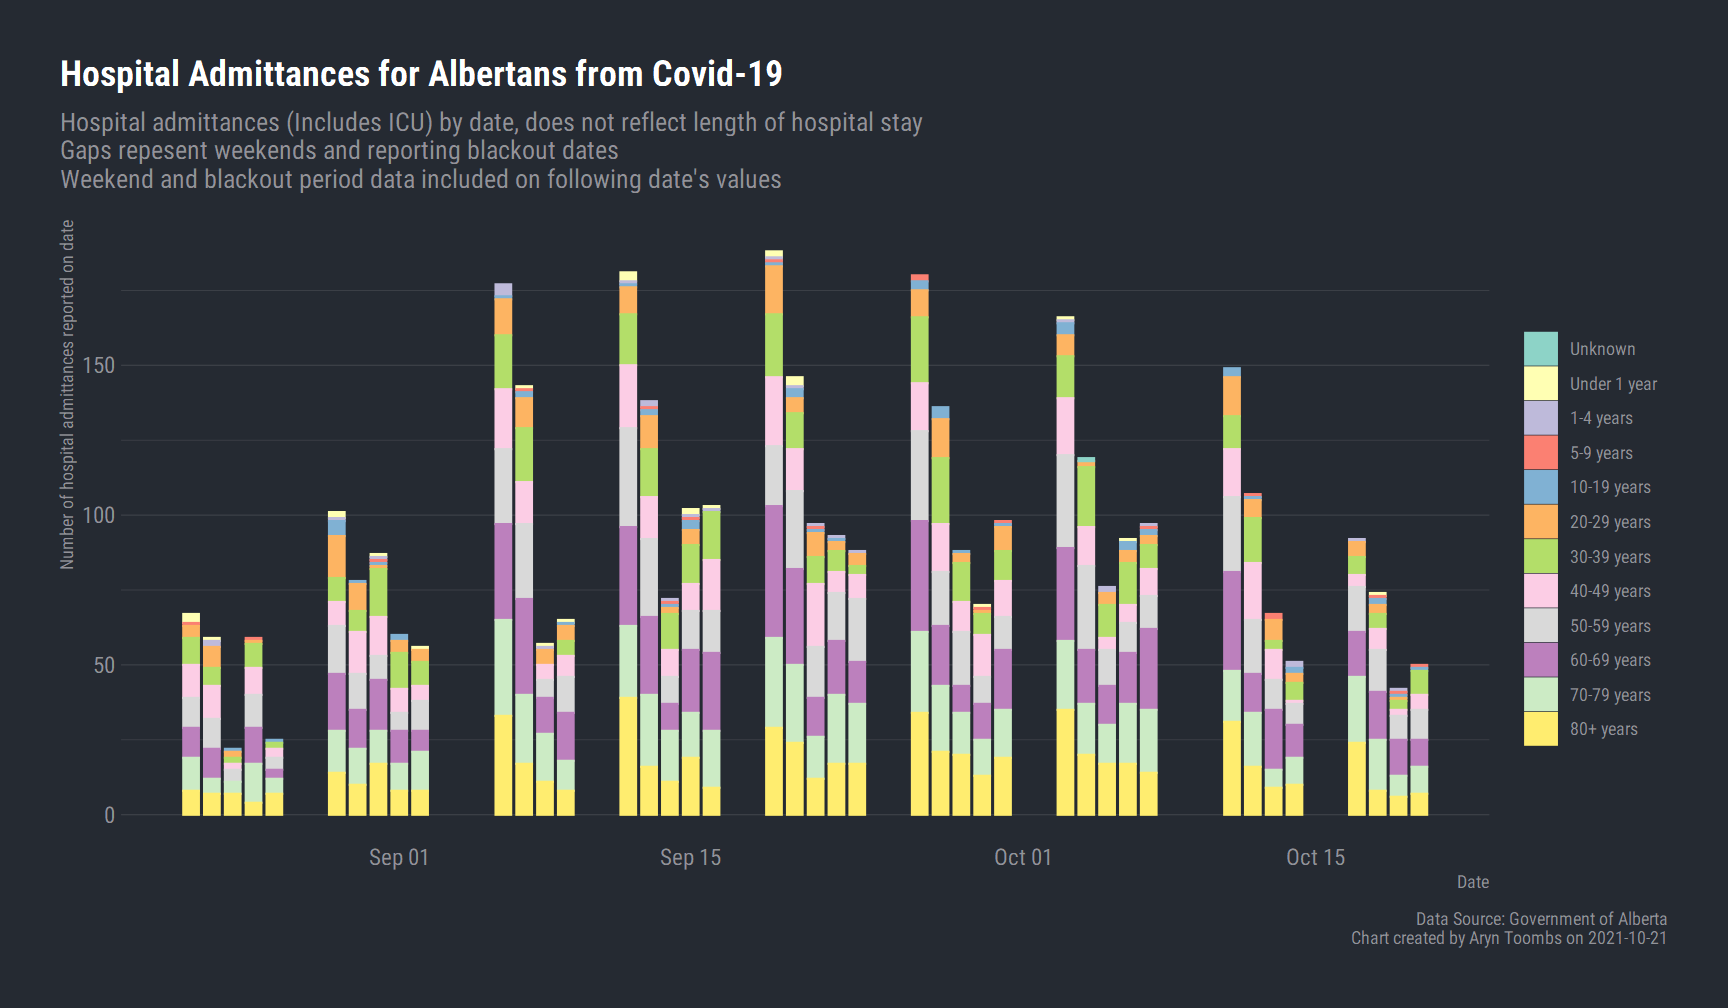 Hospital Admittances for Albertans from Covid-19
Hospital admittances (Includes ICU) by date, does not reflect length of hospital stay
Gaps repesent weekends and reporting blackout dates
Weekend and blackout period data included on following date's values
Number of hospital admittances reported on date
150
100
50
0
Sep 01
Sep 15
Oct 01
Oct 15
Date
Unknown
Under 1 year
1-4 years
5-9 years
10-19 years
20-29 years
30-39 years
40-49 years
50-59 years
60-69 years
70-79 years
80+ years
Data Source: Government of Alberta
Chart created by Aryn Toombs on 2021-10-21